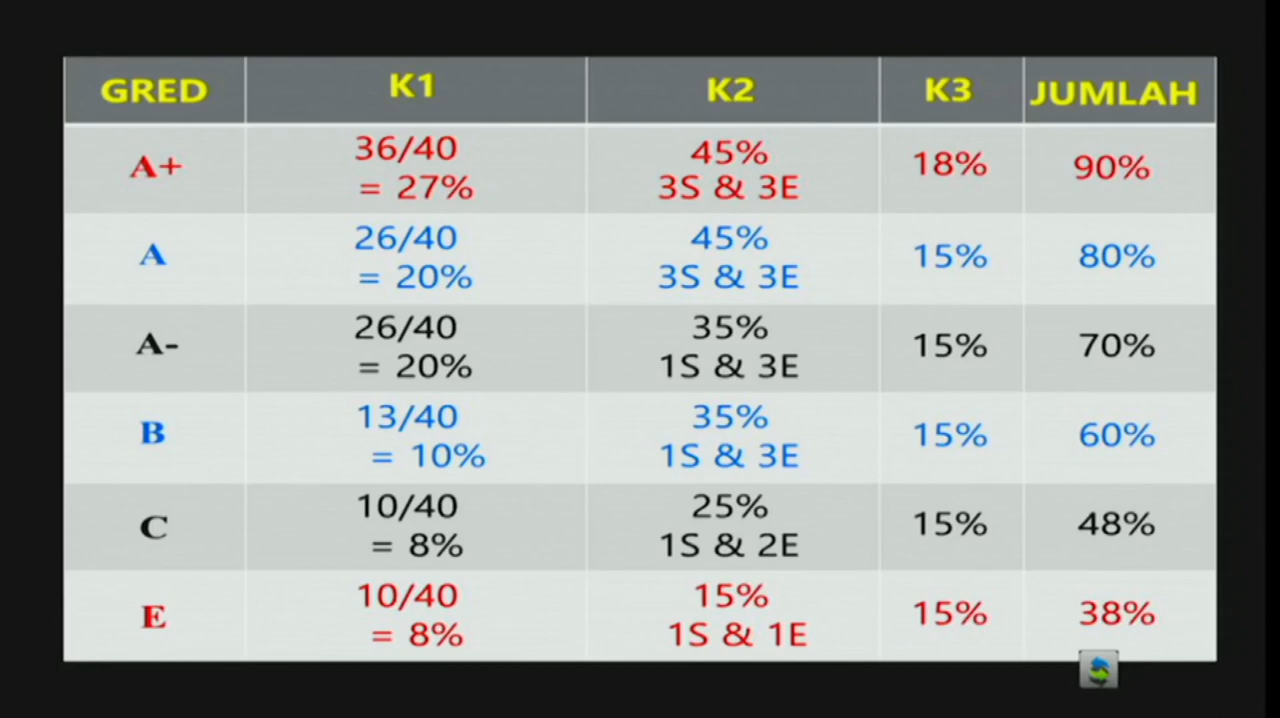 GRED K1 K2 K3 JUMLAH
A+ 36/40 45% 18% 90%
= 27% 3S & 3E
A 26/40 45% 15% 80%
= 20% 3S & 3E
A- 26/40 35% 15% 70%
= 20% 1S & 3E
B 13/40 35% 15% 60%
= 10% 1S & 3E
C 10/40 25% 15% 48%
= 8% 1S & 2E
E 10/40 15% 15% 38%
= 8% 1S & 1E